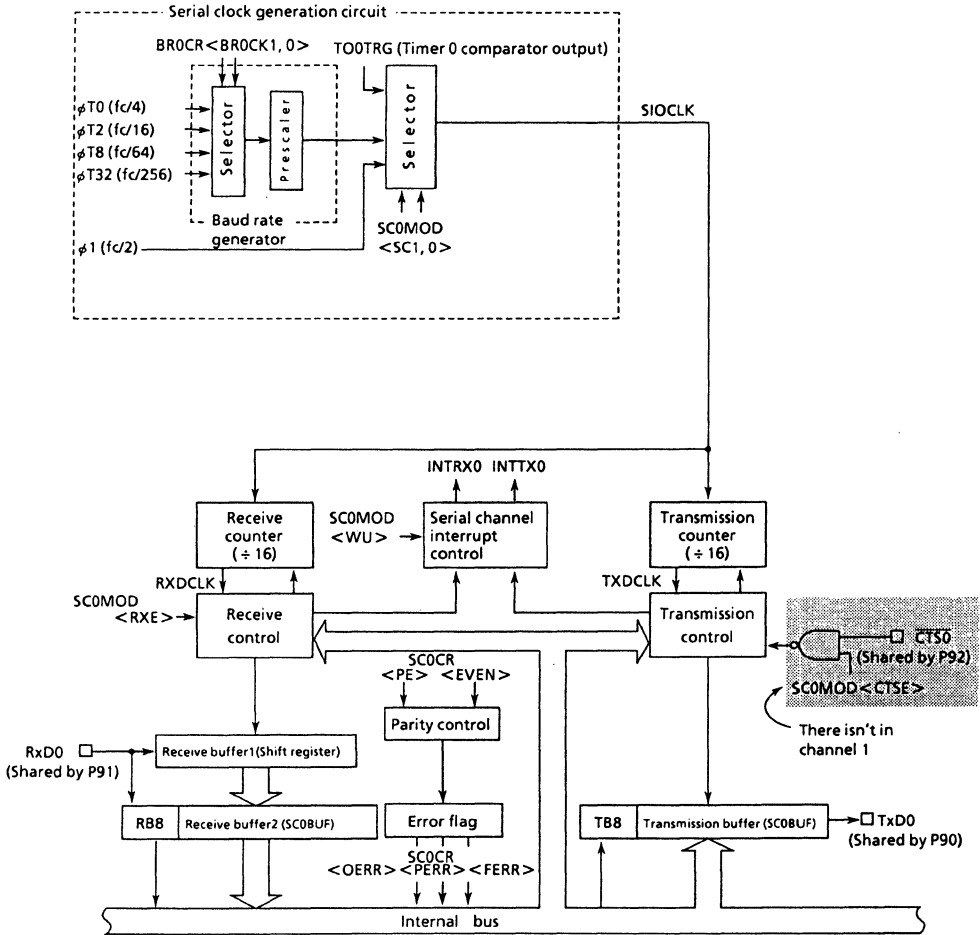 Serial clock generation circuit
BR0CR<BR0CK1, 0>
TO0TRG (Timer 0 comparator output)
φT0 (fc/4)
φT2 (fc/16)
φT8 (fc/64)
φT32 (fc/256)
Selector
Prescaler
Selector
SIOCLK
Baud rate
generator
SC0MOD
<SC1, 0>
φ1 (fc/2)
INTRX0 INTTX0
Receive
counter
(÷16)
SC0MOD
<WU>
Serial channel
interrupt
control
Transmission
counter
(÷16)
RXDCLK
TXDCLK
SC0MOD
<RXE>
Receive
control
Transmission
control
CTS0
(Shared by P92)
SC0MOD<CTSE>
There isn't in
channel 1
SC0CR
<PE> <EVEN>
Parity control
RxD0
(Shared by P91)
Receive buffer1(Shift register)
RB8 Receive buffer2 (SC0BUF)
Error flag
TB8 Transmission buffer (SC0BUF)
TxD0
(Shared by P90)
SC0CR
<OERR> <PERR> <FERR>
Internal bus